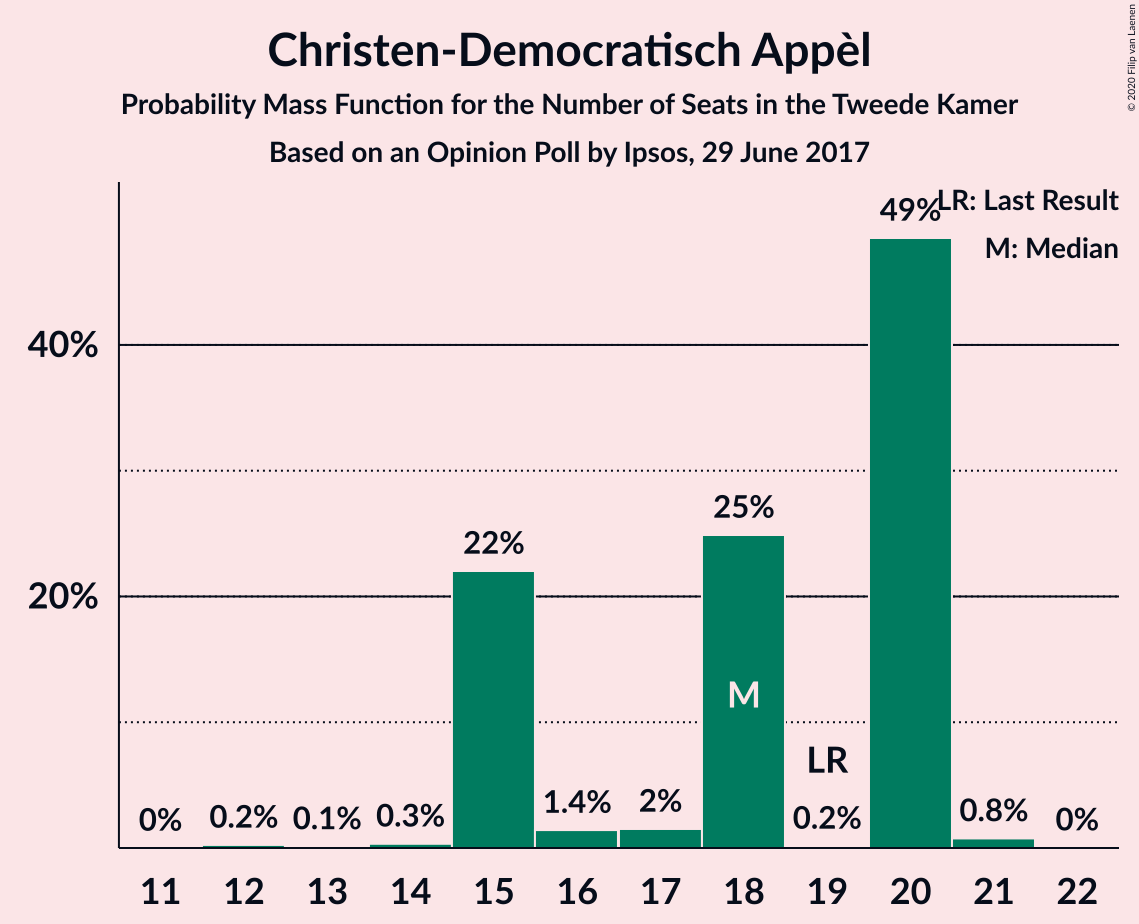 Christen-Democratisch Appèl
Probability Mass Function for the Number of Seats in the Tweede Kamer
Based on an Opinion Poll by Ipsos, 29 June 2017
© 2020 Filip van Laenen
LR: Last Result
M: Median
40%
20%
0%
0.2%
0.1%
0.3%
22%
1.4%
2%
25%
M
LR
0.2%
49%
0.8%
0%
11 12 13 14 15 16 17 18 19 20 21 22